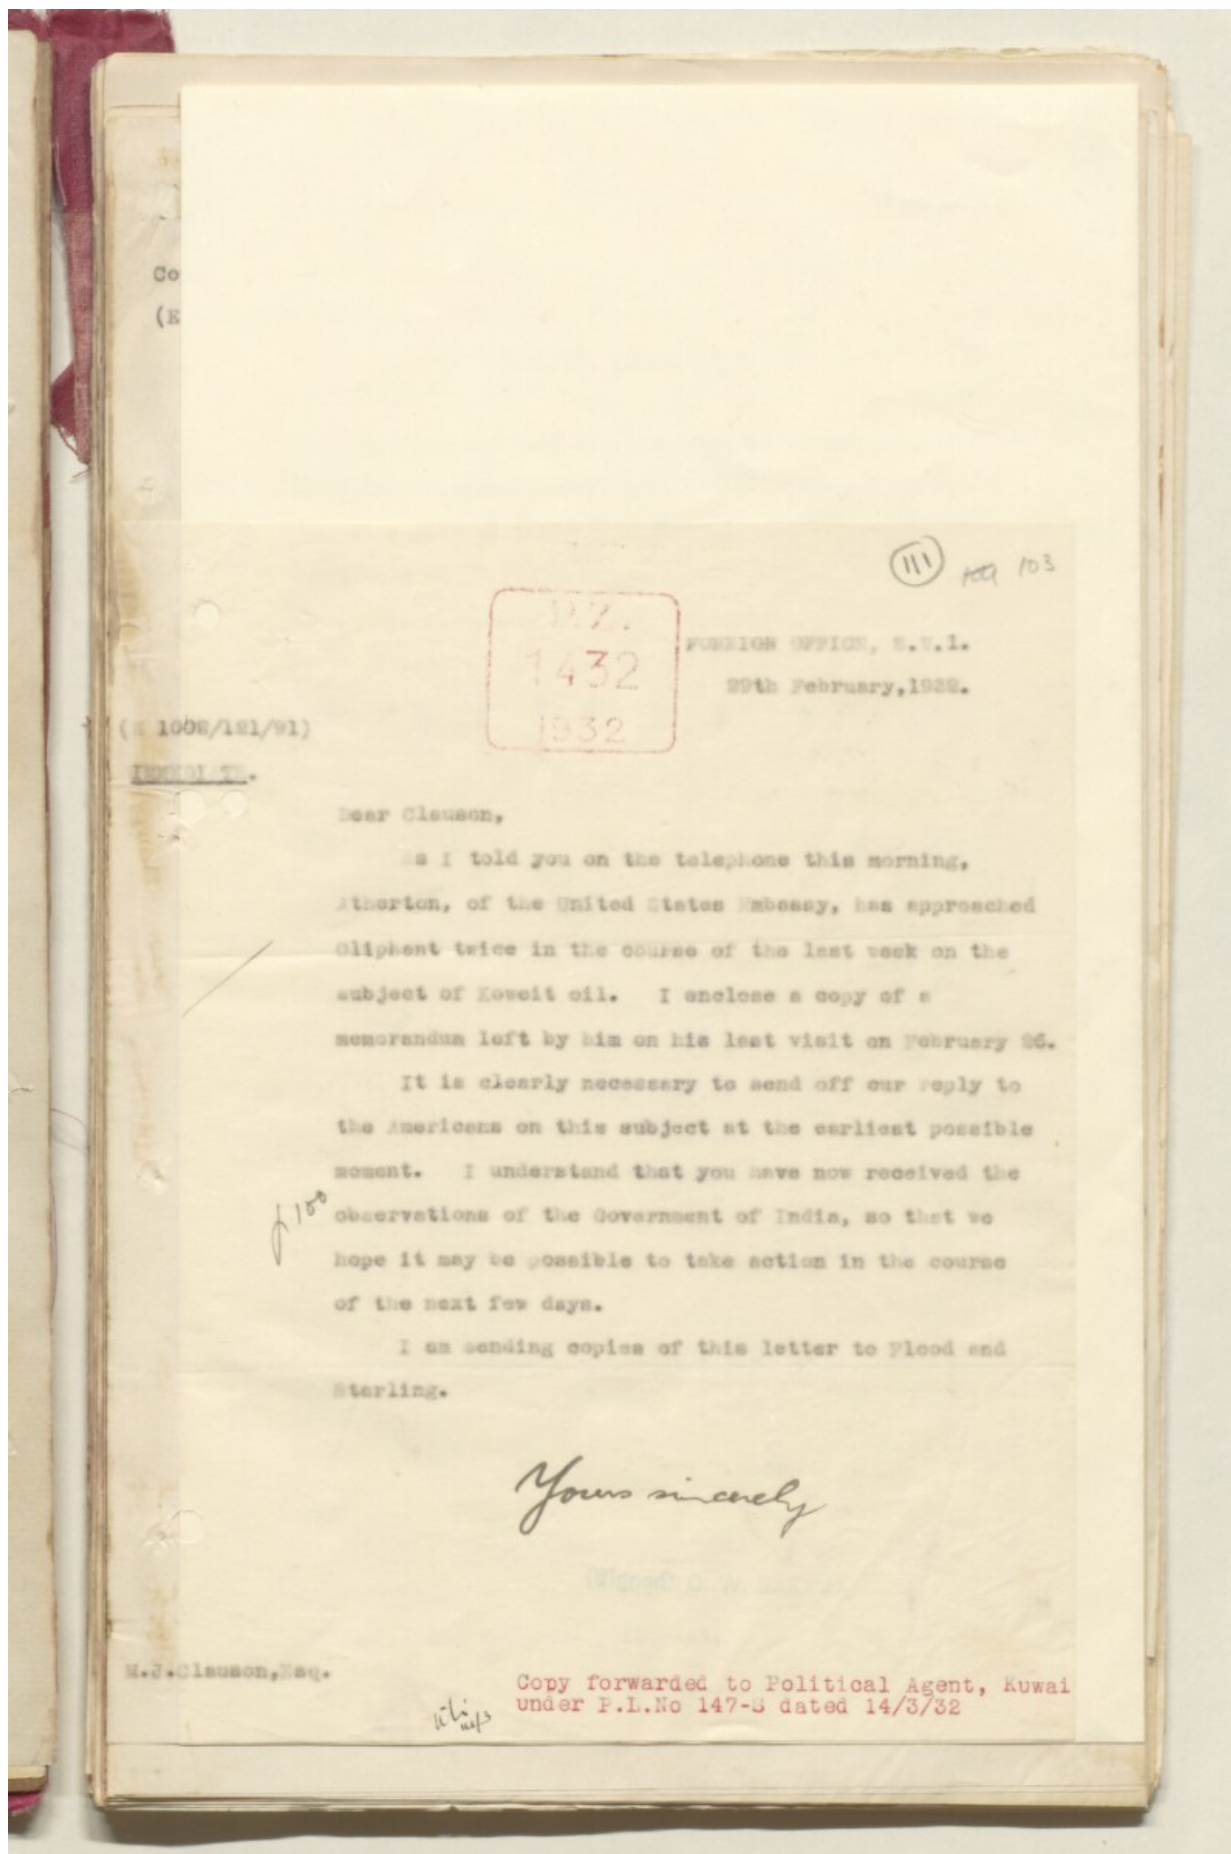 Co
(E
111
109 103
P.Z.
1432
1932
FOREIGN OFFICE, S.W.1.
29th February, 1932.
(E 1002/121/91)
IMMEDIATE.
Dear Clauson,
As I told you on the telephone this morning,
Atherton, of the United States Embassy, has approached
Oliphant twice in the course of the last week on the
subject of Koweit oil. I enclose a copy of a
memorandum left by him on his last visit on February 26.
It is clearly necessary to send off our reply to
the Americans on this subject at the earliest possible
moment. I understand that you have now received the
f 100
observations of the Government of India, so that we
hope it may be possible to take action in the course
of the next few days.
I am sending copies of this letter to Flood and
Starling.
Yours sincerely
M.J.Clauson,Esq.
Copy forwarded to Political Agent, Kuwai
under P.L.No 147-S dated 14/3/32